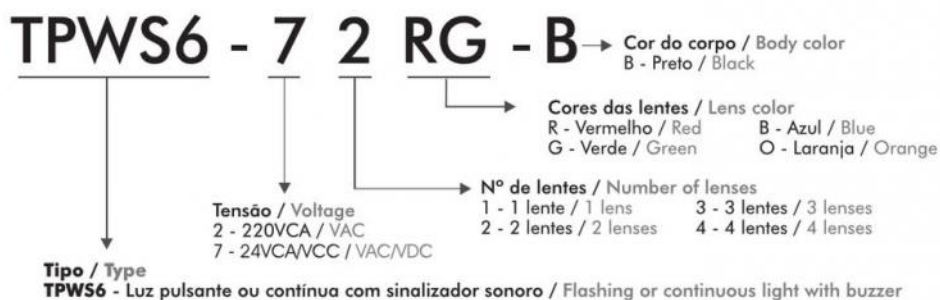 TPWS6 - 7 2 RG - B
Cor do corpo / Body color
B - Preto / Black
Cores das lentes / Lens color
R - Vermelho / Red B - Azul / Blue
G - Verde / Green O - Laranja / Orange
Nº de lentes / Number of lenses
1 - 1 lente / 1 lens 3 - 3 lentes / 3 lenses
2 - 2 lentes / 2 lenses 4 - 4 lentes / 4 lenses
Tensão / Voltage
2 - 220VCA / VAC
7 - 24VCA/VCC / VAC/VDC
Tipo / Type
TPWS6 - Luz pulsante ou contínua com sinalizador sonoro / Flashing or continuous light with buzzer